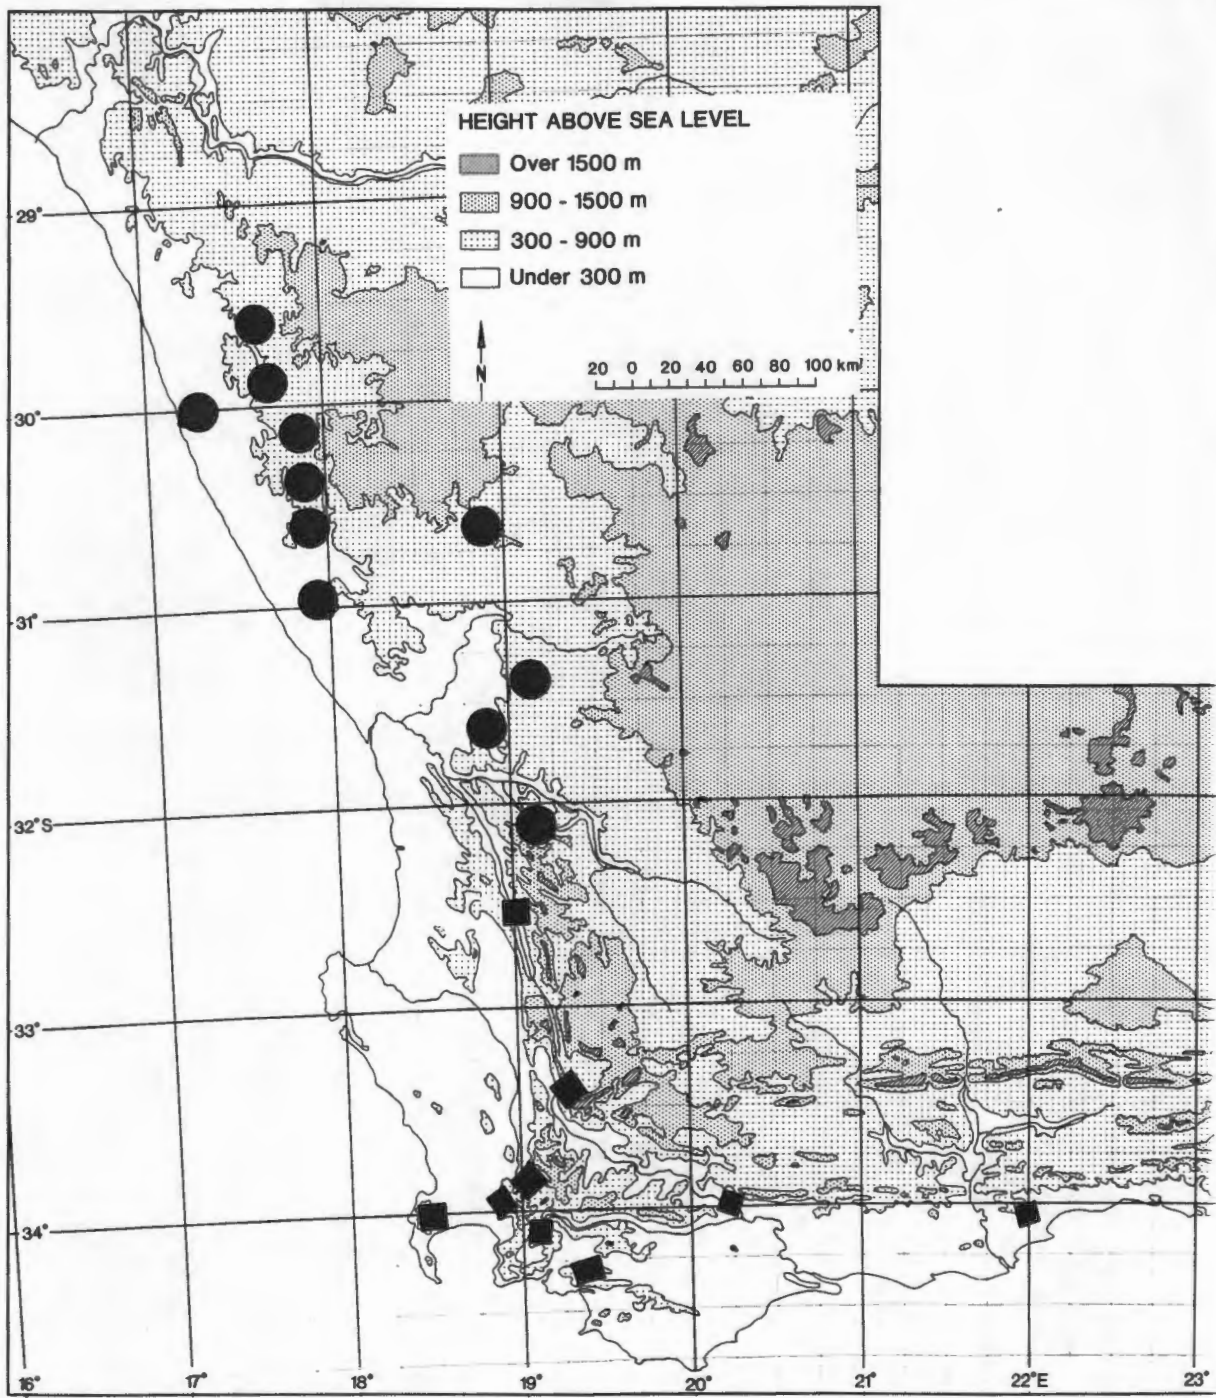 HEIGHT ABOVE SEA LEVEL
Over 1500 m
900 - 1500 m
300 - 900 m
Under 300 m
N
20 0 20 40 60 80 100 km
29°
30°
31°
32°S
33°
34°
16° 17° 18° 19° 20° 21° 22°E 23°